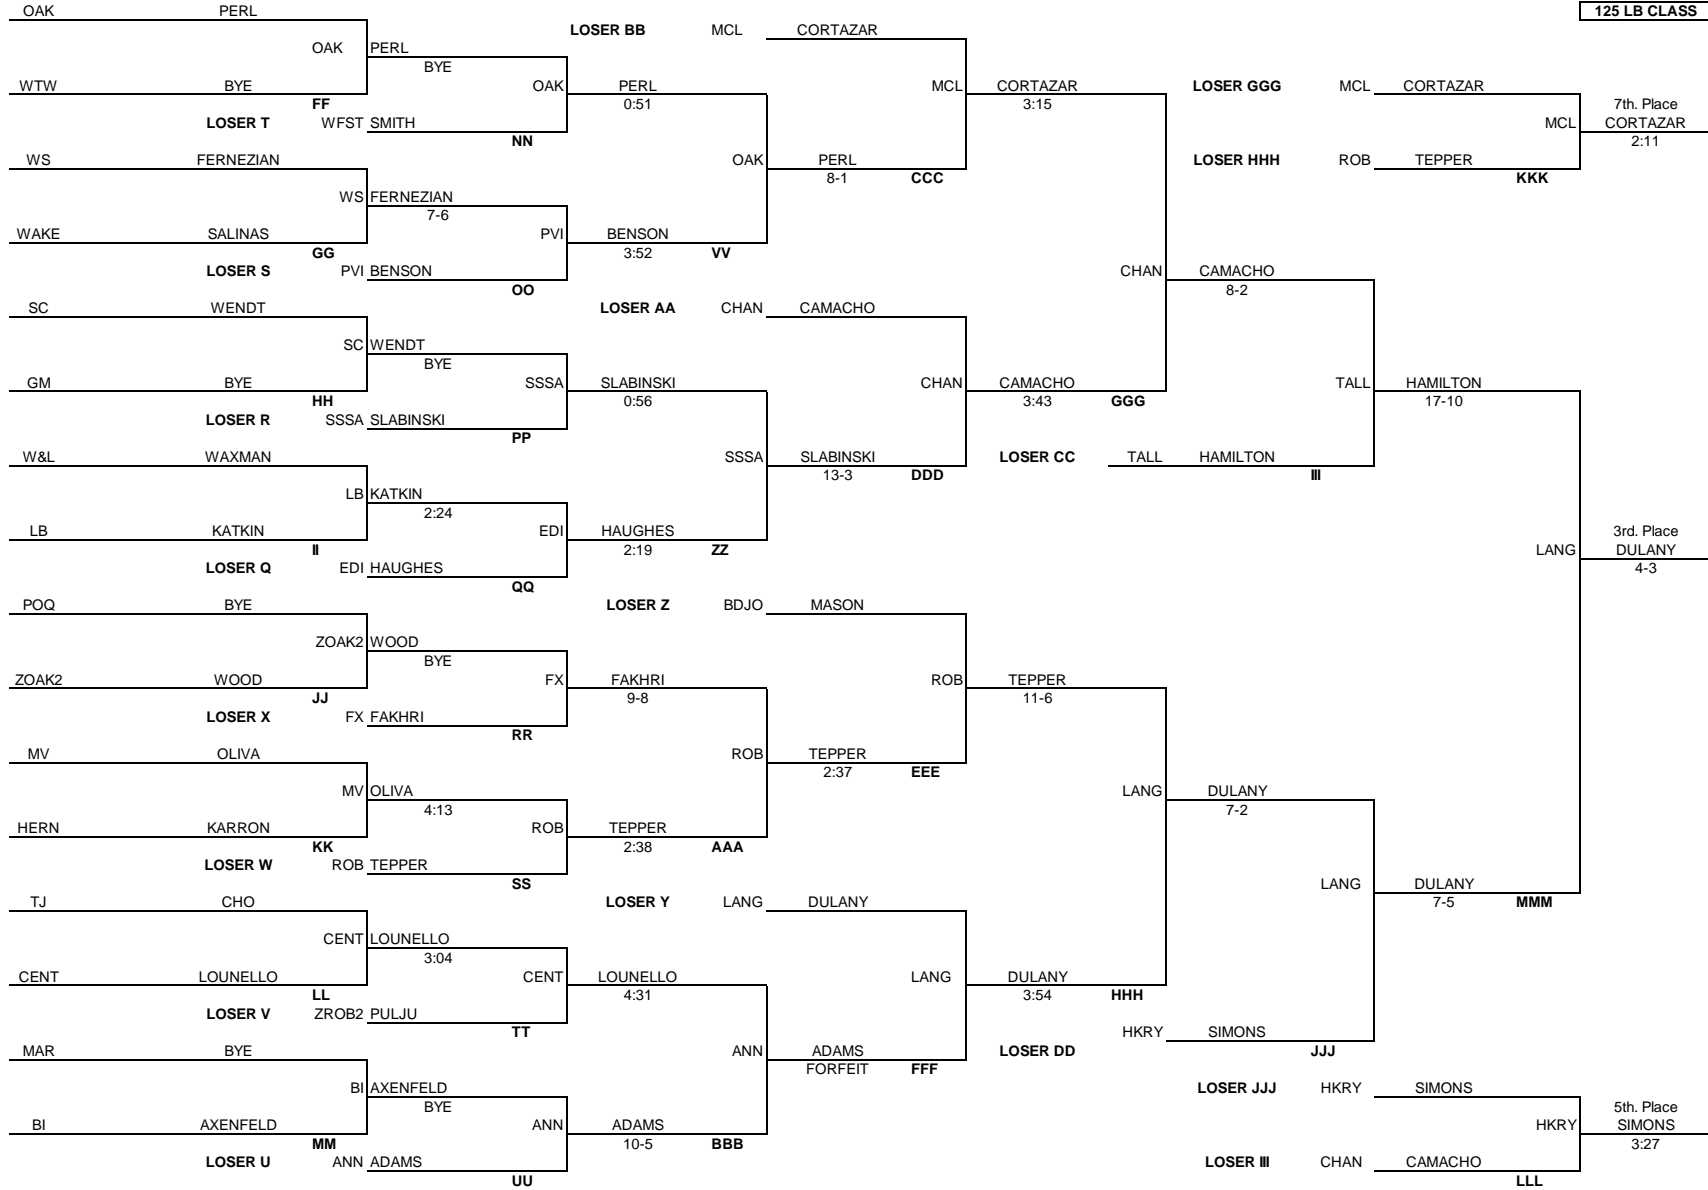 OAK PERL 125 LB CLASS
LOSER BB MCL CORTAZAR
OAK PERL
BYE
WTW BYE OAK PERL MCL CORTAZAR LOSER GGG MCL CORTAZAR
FF 0:51 3:15 7th. Place
LOSER T WFST SMITH MCL CORTAZAR
NN 2:11
WS FERNEZIAN OAK PERL LOSER HHH ROB TEPPER
8-1 CCC KKK
WS FERNEZIAN
7-6
WAKE SALINAS PVI BENSON
GG 3:52 VV
LOSER S PVI BENSON CHAN CAMACHO
OO 8-2
SC WENDT LOSER AA CHAN CAMACHO
SC WENDT
BYE
GM BYE SSSA SLABINSKI CHAN CAMACHO TALL HAMILTON
HH 0:56 3:43 GGG 17-10
LOSER R SSSA SLABINSKI
PP
W&L WAXMAN SSSA SLABINSKI LOSER CC TALL HAMILTON
13-3 DDD III
LB KATKIN
2:24
LB KATKIN EDI HAUGHES 3rd. Place
II 2:19 ZZ LANG DULANY
LOSER Q EDI HAUGHES 4-3
QQ
POQ BYE LOSER Z BDJO MASON
ZOAK2 WOOD
BYE
ZOAK2 WOOD FX FAKHRI ROB TEPPER
JJ 9-8 11-6
LOSER X FX FAKHRI
RR
MV OLIVA ROB TEPPER
2:37 EEE
MV OLIVA LANG DULANY
4:13 7-2
HERN KARRON ROB TEPPER
KK 2:38 AAA
LOSER W ROB TEPPER
SS LANG DULANY
TJ CHO LOSER Y LANG DULANY 7-5 MMM
CENT LOUNELLO
3:04
CENT LOUNELLO CENT LOUNELLO LANG DULANY
LL 4:31 3:54 HHH
LOSER V ZROB2 PULJU
TT HKRY SIMONS
MAR BYE ANN ADAMS LOSER DD JJJ
FORFEIT FFF
BI AXENFELD LOSER JJJ HKRY SIMONS
BYE 5th. Place
BI AXENFELD ANN ADAMS HKRY SIMONS
MM 10-5 BBB 3:27
LOSER U ANN ADAMS LOSER III CHAN CAMACHO
UU LLL